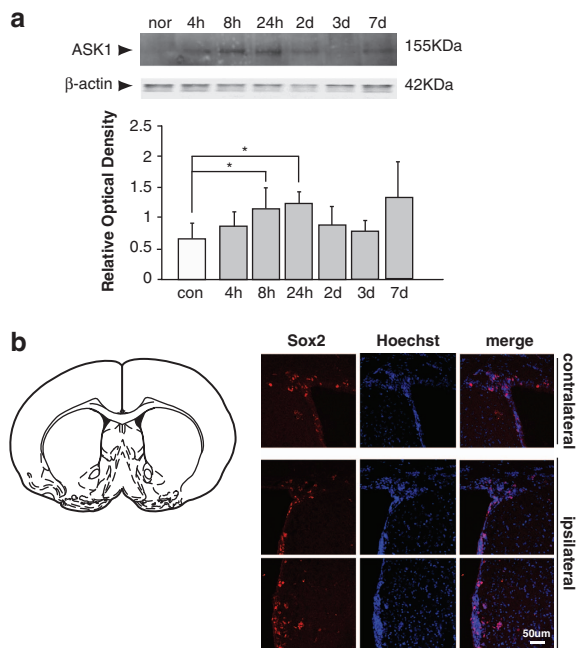 a
nor 4h 8h 24h 2d 3d 7d
ASK1 155KDa
β-actin 42KDa
Relative Optical Density
2.5
2
1.5
1
0.5
0
* 
*
con 4h 8h 24h 2d 3d 7d
b
Sox2 Hoechst merge
contralateral
ipsilateral
50um